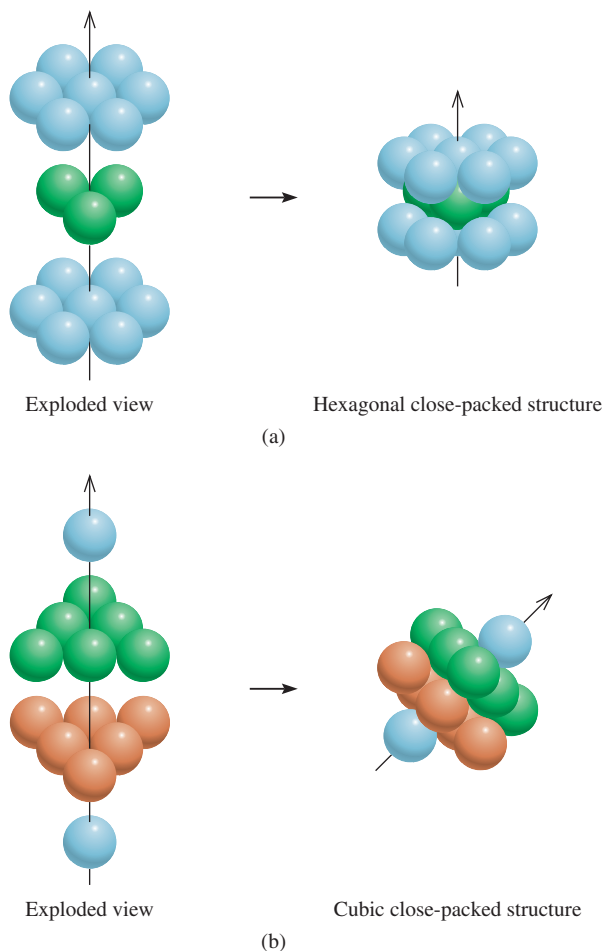 Exploded view
Hexagonal close-packed structure
(a)
Exploded view
Cubic close-packed structure
(b)